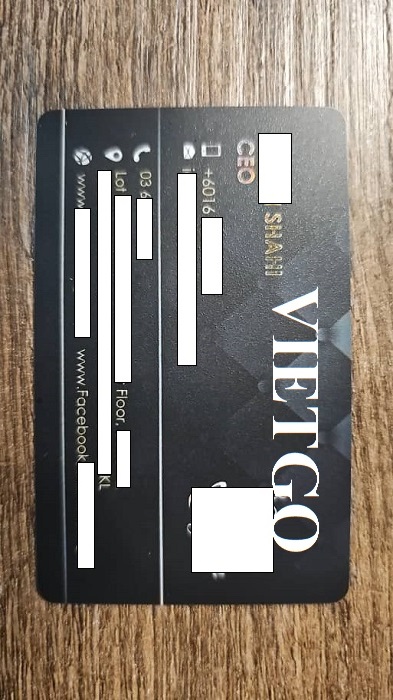 VIETGO
SHAHI
CEO
+6016
03 6
Lot Floor,
KL
www. www.Facebook